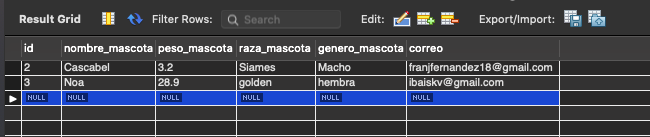 Result Grid Filter Rows: Search Edit: Export/Import:
id nombre_mascota peso_mascota raza_mascota genero_mascota correo
2 Cascabel 3.2 Siames Macho franjfernandez18@gmail.com
3 Noa 28.9 golden hembra ibaiskv@gmail.com
NULL NULL NULL NULL NULL NULL